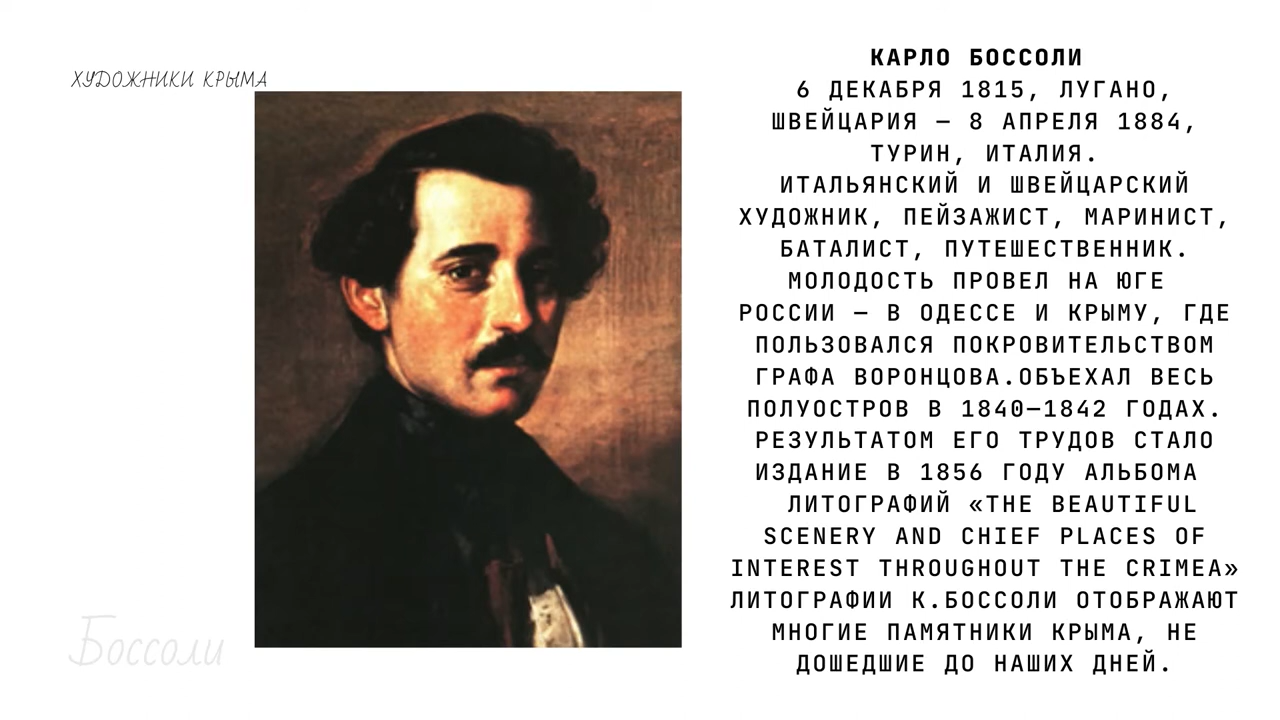 ХУДОЖНИКИ КРЫМА
КАРЛО БОССОЛИ
6 ДЕКАБРЯ 1815, ЛУГАНО,
ШВЕЙЦАРИЯ — 8 АПРЕЛЯ 1884,
ТУРИН, ИТАЛИЯ.
ИТАЛЬЯНСКИЙ И ШВЕЙЦАРСКИЙ
ХУДОЖНИК, ПЕЙЗАЖИСТ, МАРИНИСТ,
БАТАЛИСТ, ПУТЕШЕСТВЕННИК.
МОЛОДОСТЬ ПРОВЕЛ НА ЮГЕ
РОССИИ — В ОДЕССЕ И КРЫМУ, ГДЕ
ПОЛЬЗОВАЛСЯ ПОКРОВИТЕЛЬСТВОМ
ГРАФА ВОРОНЦОВА.ОБЪЕХАЛ ВЕСЬ
ПОЛУОСТРОВ В 1840—1842 ГОДАХ.
РЕЗУЛЬТАТОМ ЕГО ТРУДОВ СТАЛО
ИЗДАНИЕ В 1856 ГОДУ АЛЬБОМА
ЛИТОГРАФИЙ «THE BEAUTIFUL
SCENERY AND CHIEF PLACES OF
INTEREST THROUGHOUT THE CRIMEA»
ЛИТОГРАФИИ К.БОССОЛИ ОТОБРАЖАЮТ
МНОГИЕ ПАМЯТНИКИ КРЫМА, НЕ
ДОШЕДШИЕ ДО НАШИХ ДНЕЙ.
Боссоли